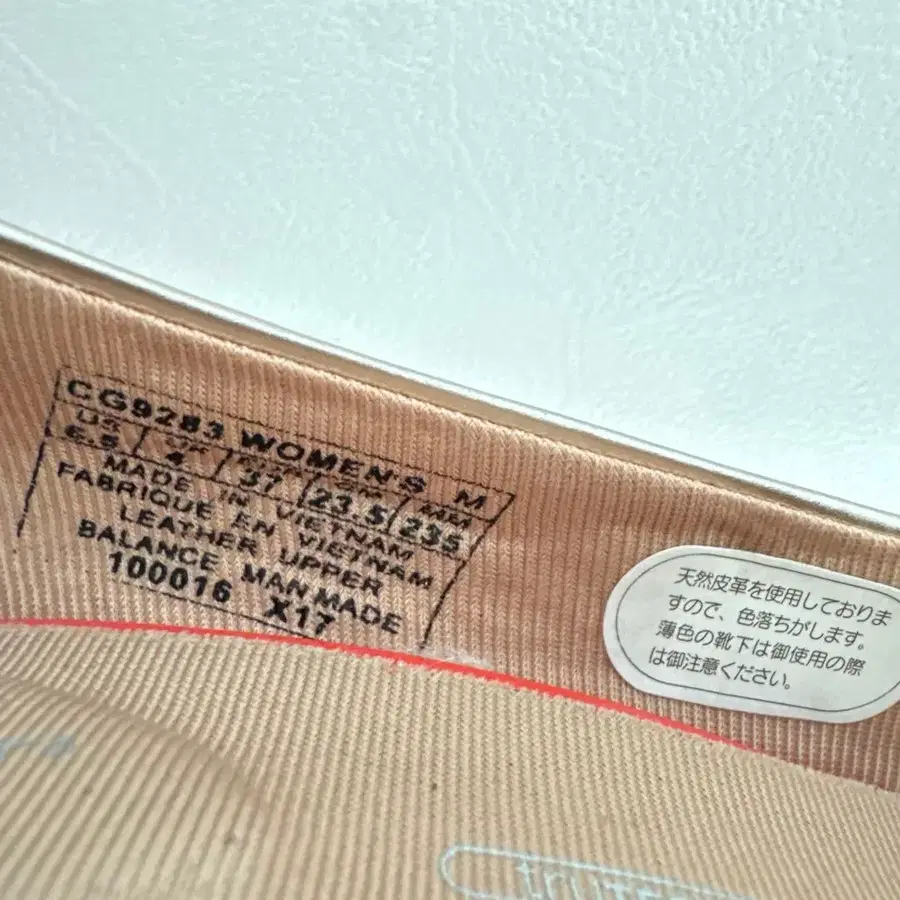 CG9283 WOMEN'S M
US UK CM MM
6.5 4 37 23.5 235
MADE IN VIETNAM
FABRIQUE EN VIETNAM
LEATHER UPPER
BALANCE MAN MADE
100016 X17
天然皮革を使用しておりま
すので、色落ちがします。
薄色の靴下は御使用の際
は御注意ください。